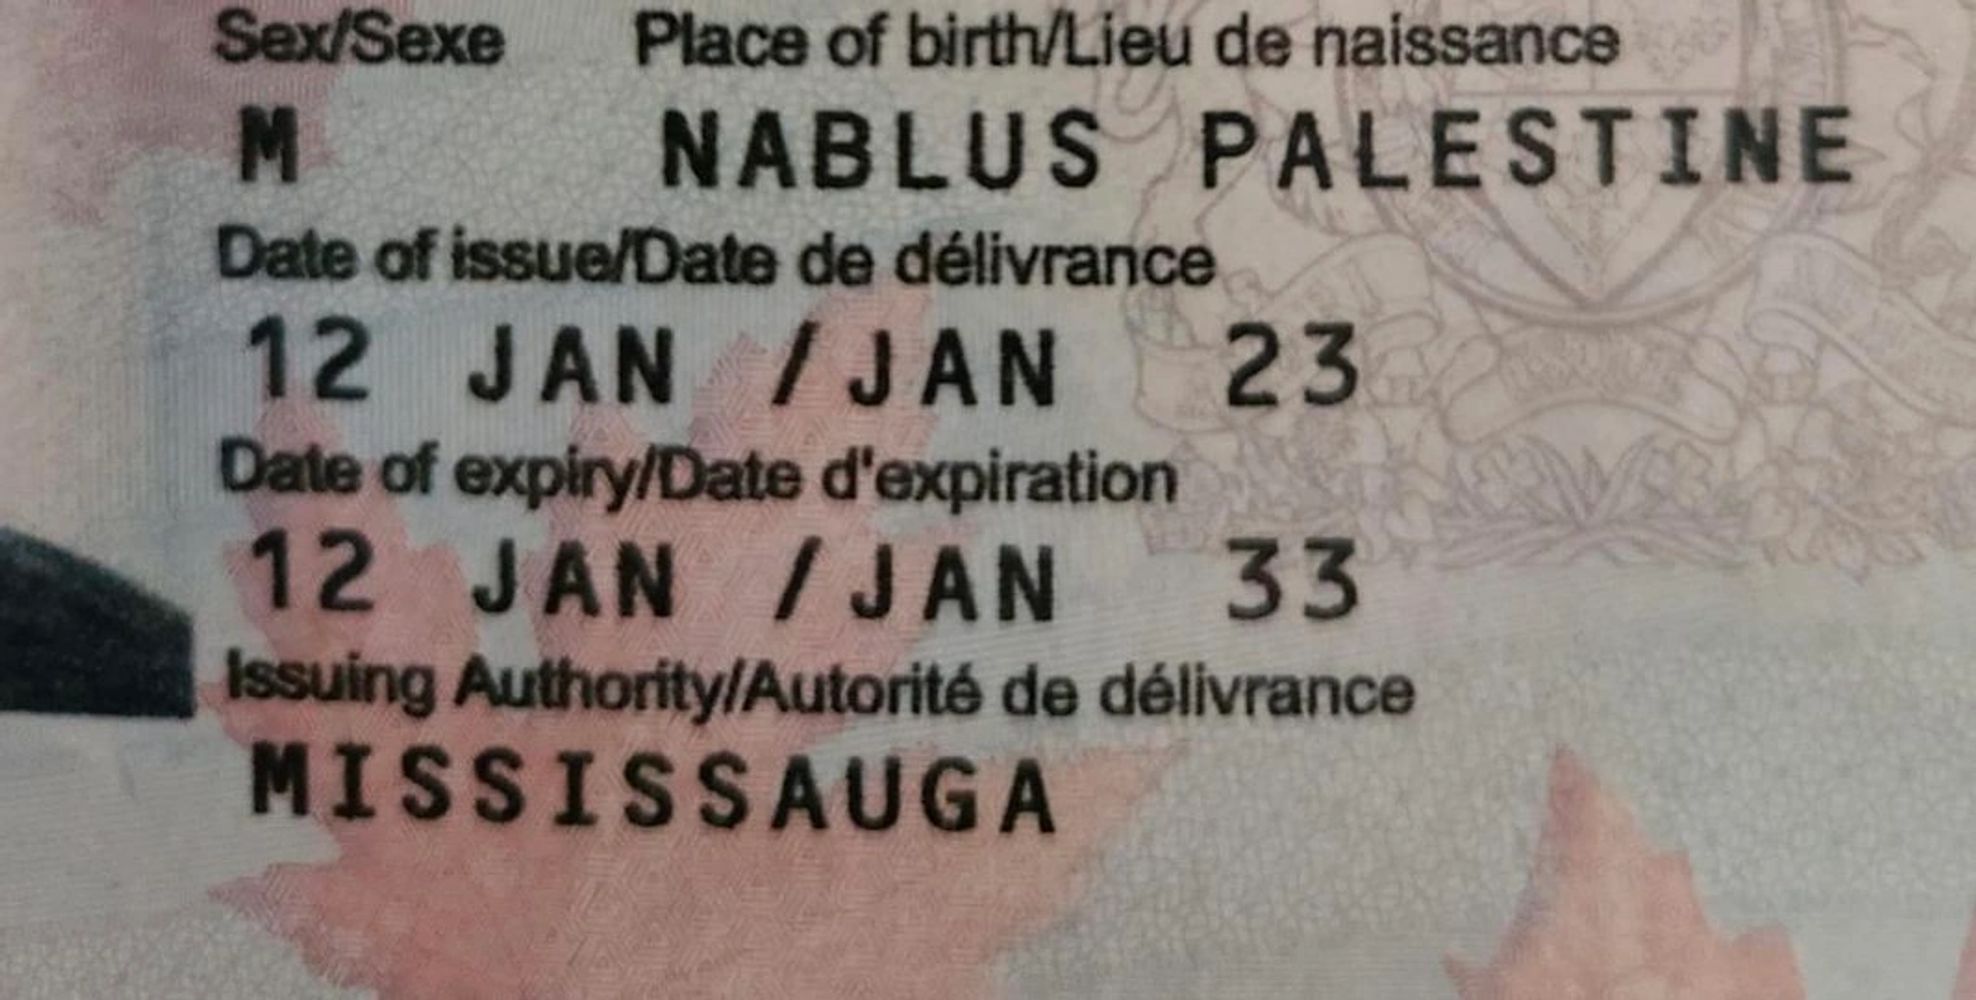 Sex/Sexe Place of birth/Lieu de naissance
M NABLUS PALESTINE
Date of issue/Date de délivrance
12 JAN /JAN 23
Date of expiry/Date d'expiration
12 JAN /JAN 33
Issuing Authority/Autorité de délivrance
MISSISSAUGA